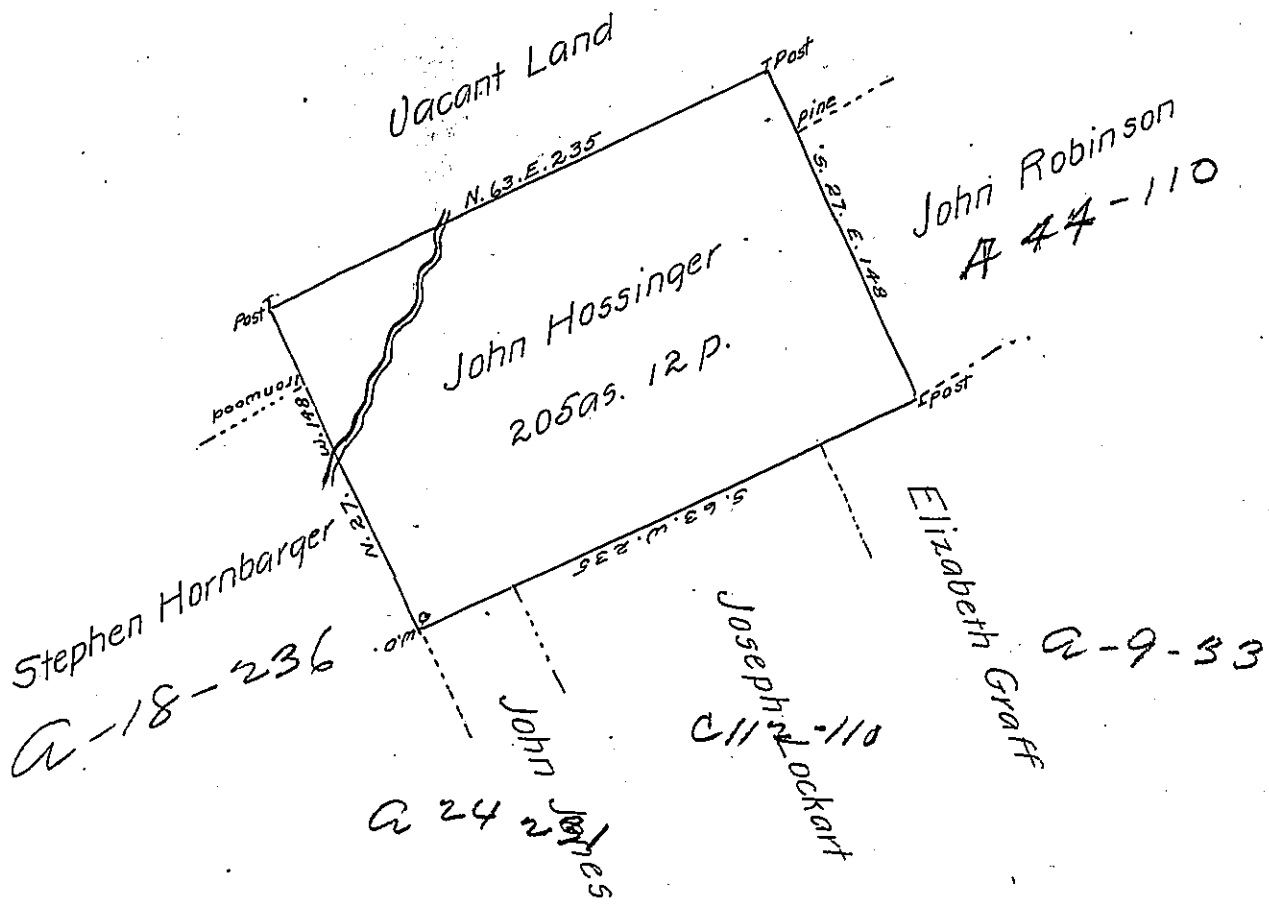 Vacant Land
Post
pine
N. 63. E. 235
John Robinson
A 44-110
S. 27. E. 148
Post
John Hossinger
205as. 12 p.
Ironwood
N. 27. W. 148
Post
S. 63. W. 235
Stephen Hornbarger
a-18-236
W.O.
Elizabeth Graff
a-9-33
Joseph Lockart
C112-110
John Jones
a 24